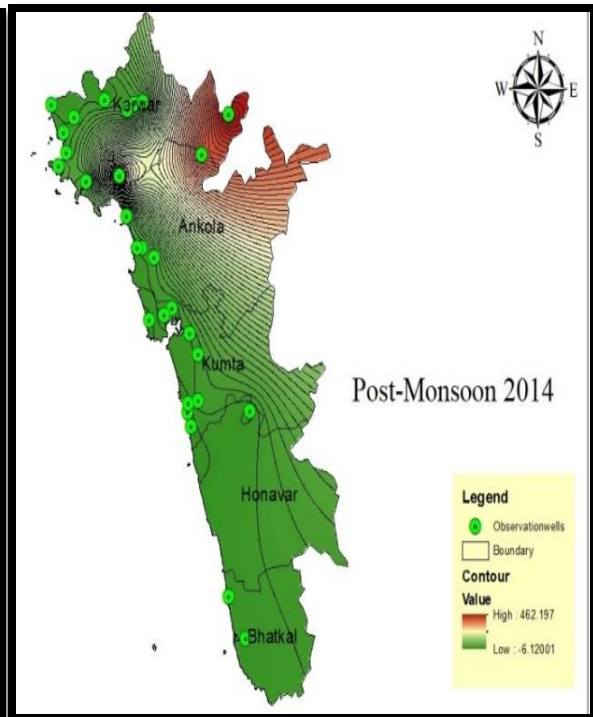 N
W E
S
Karwar
Ankola
Kumta
Post-Monsoon 2014
Honavar
Bhatkal
Legend
Observationwells
Boundary
Contour
Value
High : 462.197
Low : -6.12001